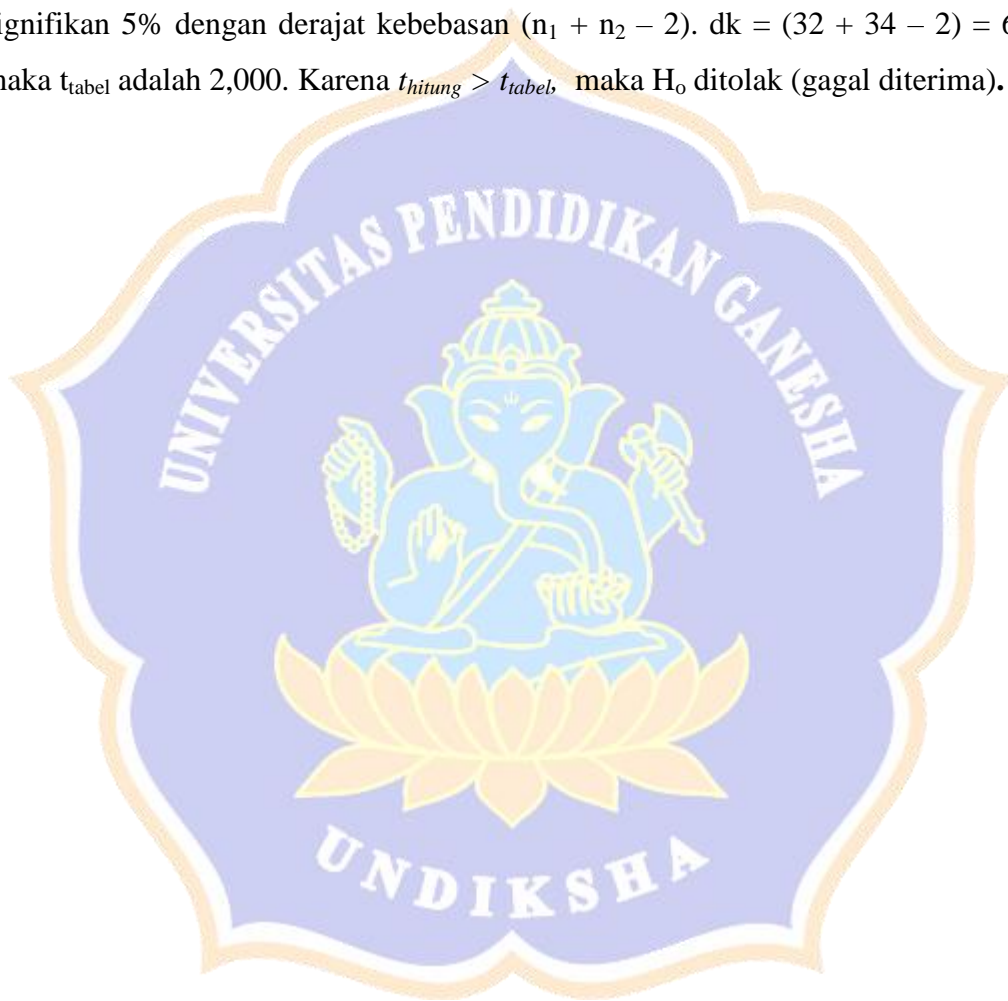 ignifikan 5% dengan derajat kebebasan (n₁ + n₂ – 2). dk = (32 + 34 – 2) = 6
naka t_tabel adalah 2,000. Karena t_hitung > t_tabel, maka H_o ditolak (gagal diterima).
UNIVERSITAS PENDIDIKAN GANESHA
UNDIKSHA